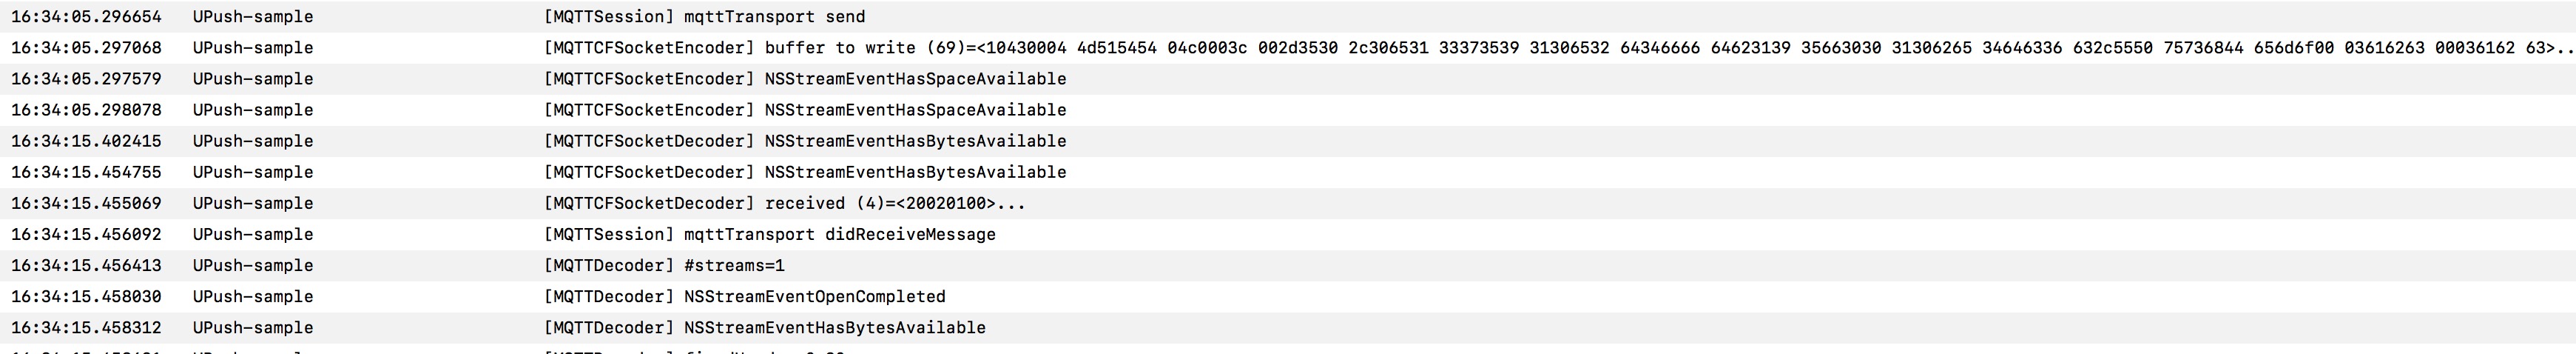 16:34:05.296654 UPush-sample [MQTTSession] mqttTransport send
16:34:05.297068 UPush-sample [MQTTCFSocketEncoder] buffer to write (69)=<10430004 4d515454 04c0003c 002d3530 2c306531 33373539 31306532 64346666 64623139 35663030 31306265 34646336 632c5550 75736844 656d6f00 03616263 00036162 63>...
16:34:05.297579 UPush-sample [MQTTCFSocketEncoder] NSStreamEventHasSpaceAvailable
16:34:05.298078 UPush-sample [MQTTCFSocketEncoder] NSStreamEventHasSpaceAvailable
16:34:15.402415 UPush-sample [MQTTCFSocketDecoder] NSStreamEventHasBytesAvailable
16:34:15.454755 UPush-sample [MQTTCFSocketDecoder] NSStreamEventHasBytesAvailable
16:34:15.455069 UPush-sample [MQTTCFSocketDecoder] received (4)=<20020100>...
16:34:15.456092 UPush-sample [MQTTSession] mqttTransport didReceiveMessage
16:34:15.456413 UPush-sample [MQTTDecoder] #streams=1
16:34:15.458030 UPush-sample [MQTTDecoder] NSStreamEventOpenCompleted
16:34:15.458312 UPush-sample [MQTTDecoder] NSStreamEventHasBytesAvailable